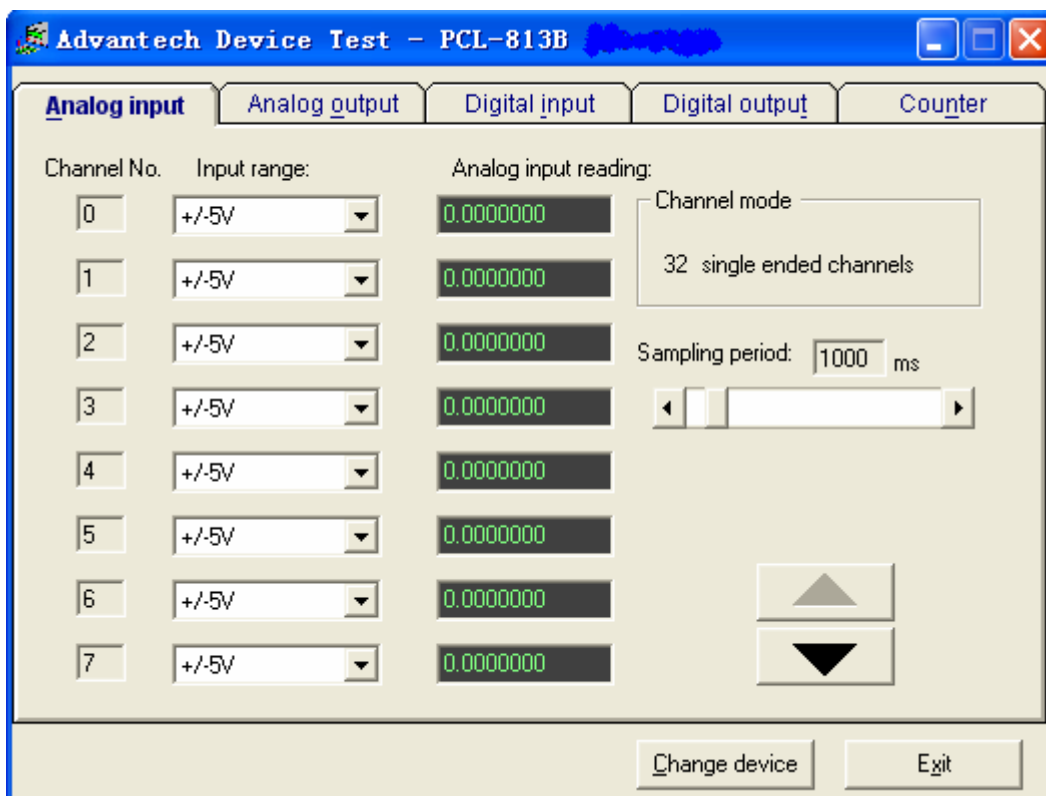 Advantech Device Test - PCL-813B
Analog input Analog output Digital input Digital output Counter
Channel No. Input range: Analog input reading:
0 +/-5V 0.0000000
Channel mode
32 single ended channels
1 +/-5V 0.0000000
2 +/-5V 0.0000000
Sampling period: 1000 ms
3 +/-5V 0.0000000
4 +/-5V 0.0000000
5 +/-5V 0.0000000
6 +/-5V 0.0000000
7 +/-5V 0.0000000
Change device Exit